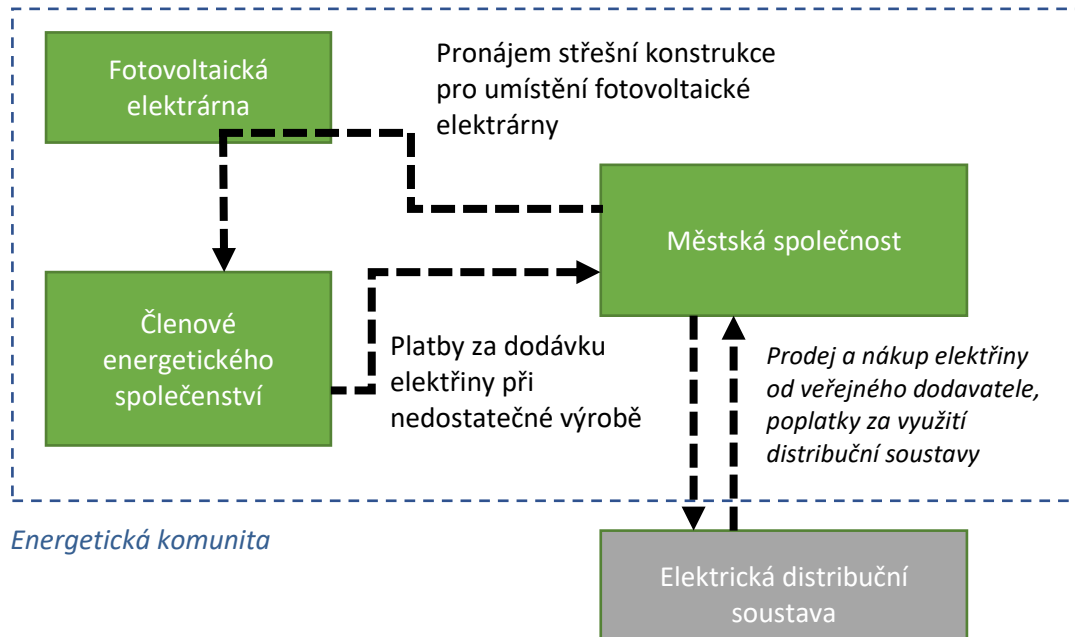 Fotovoltaická
elektrárna
Pronájem střešní konstrukce
pro umístění fotovoltaické
elektrárny
Městská společnost
Členové
energetického
společenství
Platby za dodávku
elektřiny při
nedostatečné výrobě
Prodej a nákup elektřiny
od veřejného dodavatele,
poplatky za využití
distribuční soustavy
Energetická komunita
Elektrická distribuční
soustava